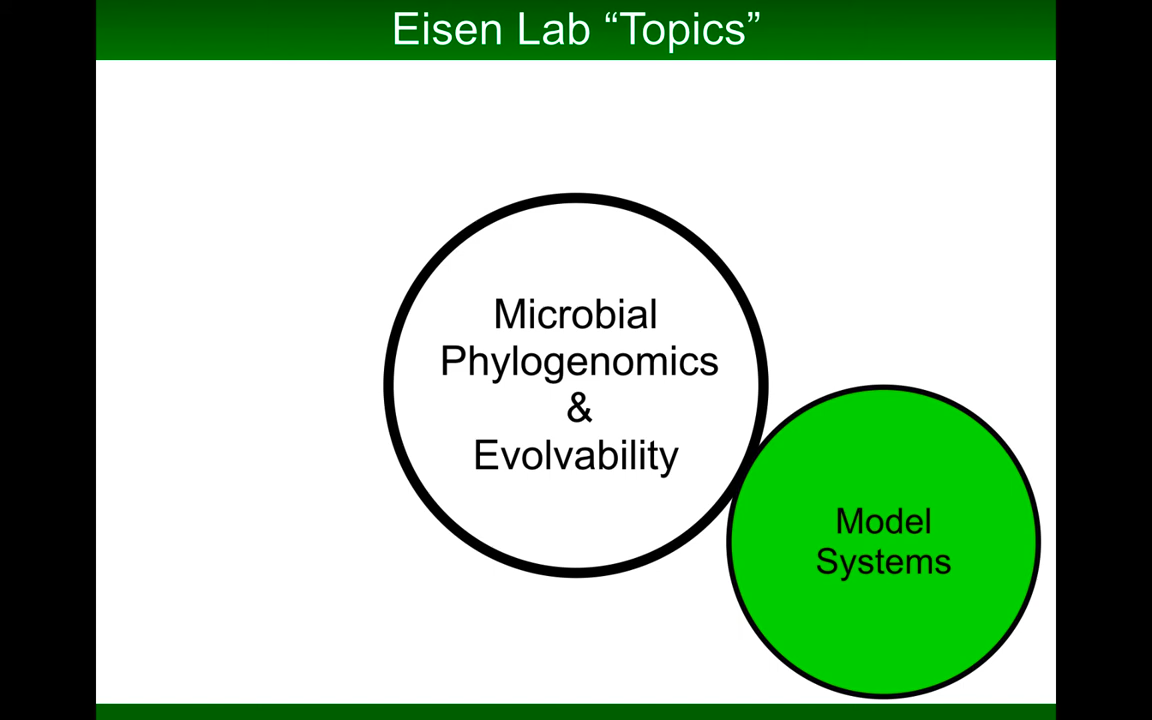 Eisen Lab “Topics”
Microbial
Phylogenomics
&
Evolvability
Model
Systems